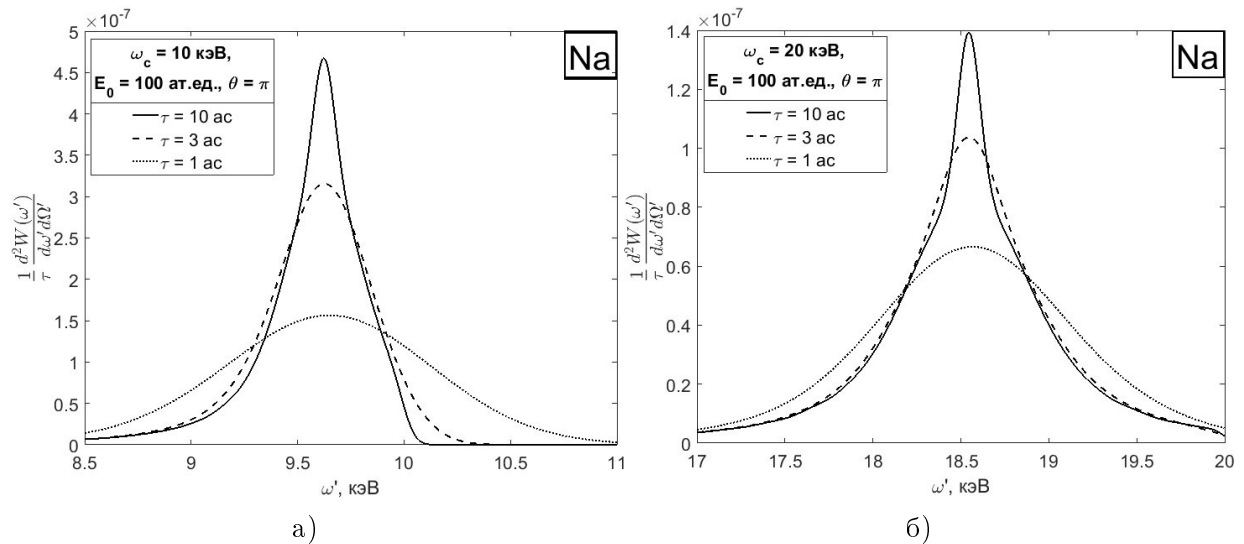 ×10⁻⁷
5
4.5
4
3.5
3
2.5
2
1.5
1
0.5
0
ω_c = 10 кэВ,
E_0 = 100 ат.ед., θ = π
τ = 10 ас
τ = 3 ас
τ = 1 ас
Na
1/τ d²W(ω')/dω'dΩ'
8.5 9 9.5 10 10.5 11
ω', кэВ
а)
×10⁻⁷
1.4
1.2
1
0.8
0.6
0.4
0.2
0
ω_c = 20 кэВ,
E_0 = 100 ат.ед., θ = π
τ = 10 ас
τ = 3 ас
τ = 1 ас
Na
1/τ d²W(ω')/dω'dΩ'
17 17.5 18 18.5 19 19.5 20
ω', кэВ
б)